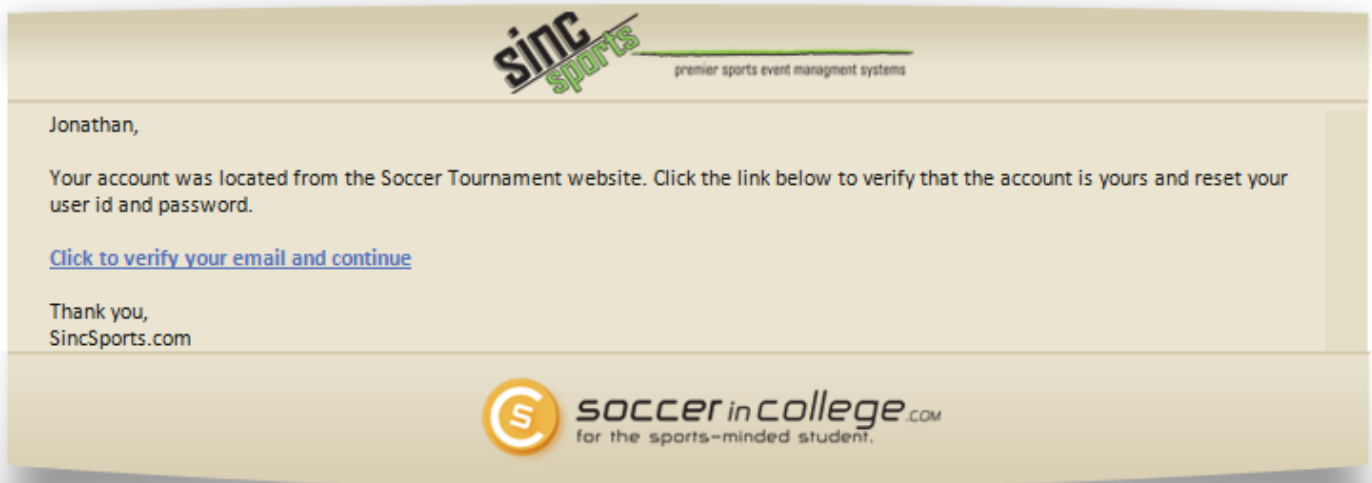 sinc
sports
premier sports event managment systems
Jonathan,
Your account was located from the Soccer Tournament website. Click the link below to verify that the account is yours and reset your
user id and password.
Click to verify your email and continue
Thank you,
SincSports.com
CS
soccer in college.com
for the sports-minded student.